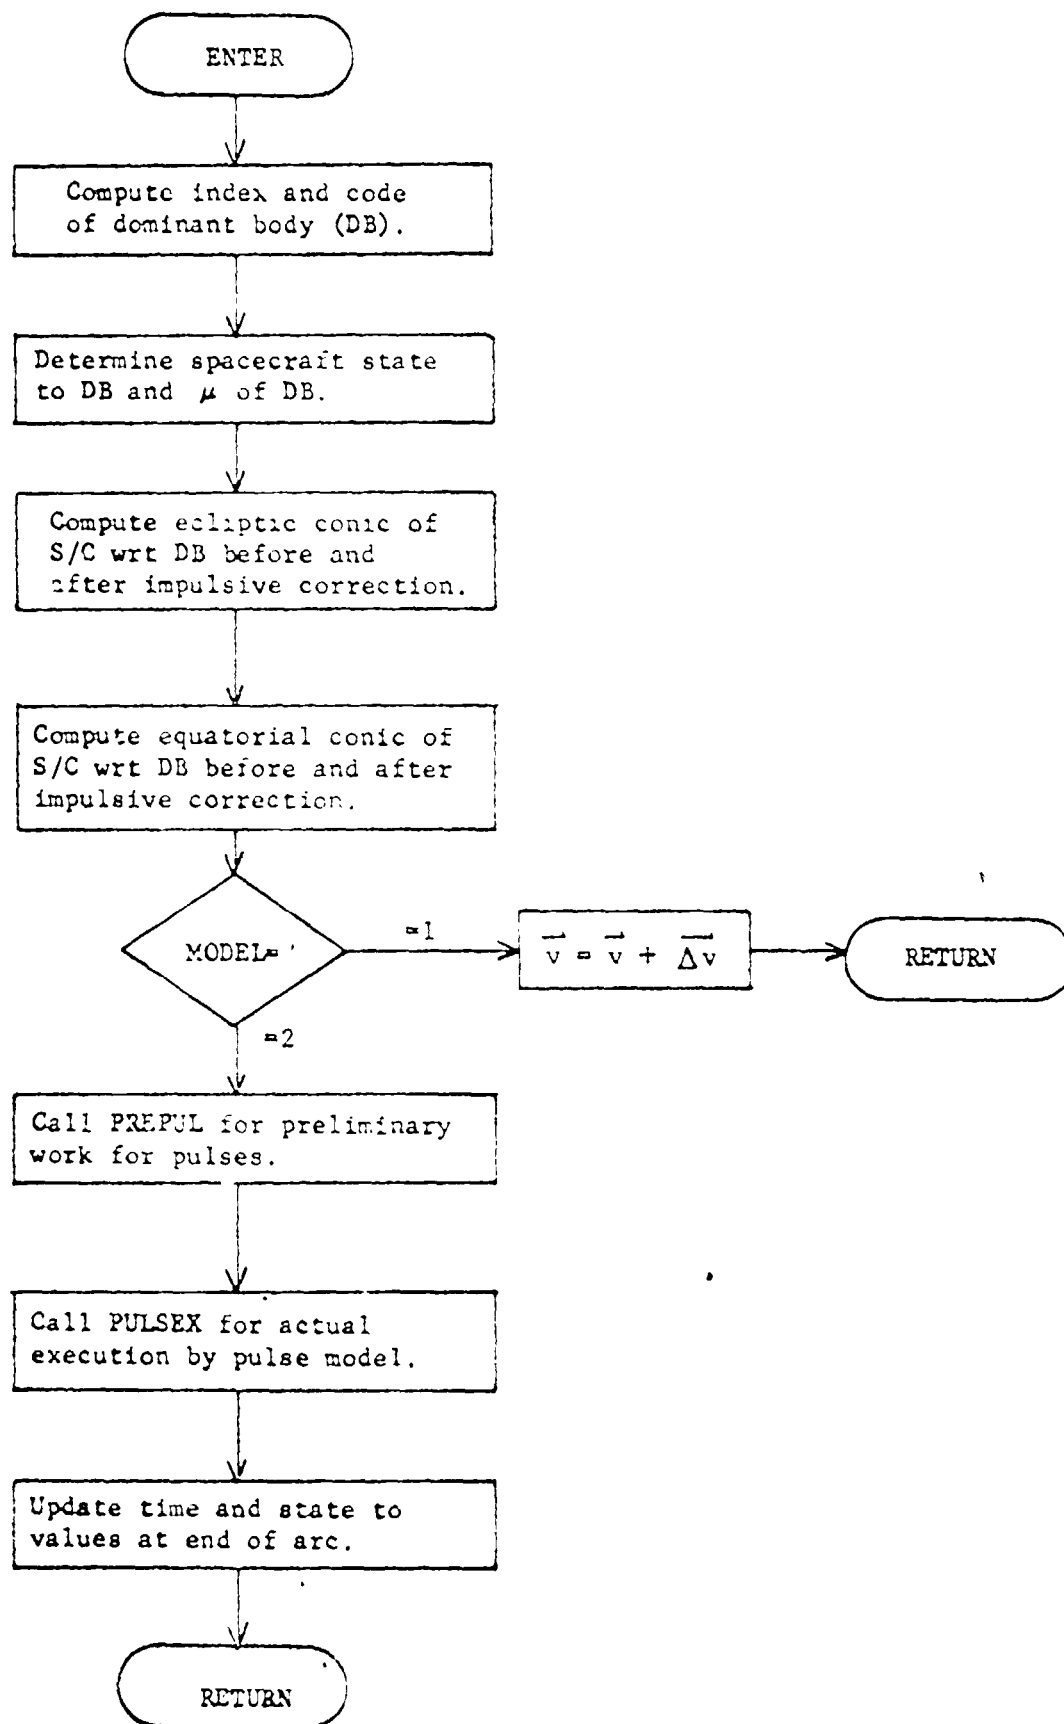 ENTER
Compute index and code
of dominant body (DB).
Determine spacecraft state
to DB and μ of DB.
Compute ecliptic conic of
S/C wrt DB before and
after impulsive correction.
Compute equatorial conic of
S/C wrt DB before and after
impulsive correction.
MODEL=
=1
v⃗ = v⃗ + Δv⃗
RETURN
=2
Call PREPUL for preliminary
work for pulses.
Call PULSEX for actual
execution by pulse model.
Update time and state to
values at end of arc.
RETURN